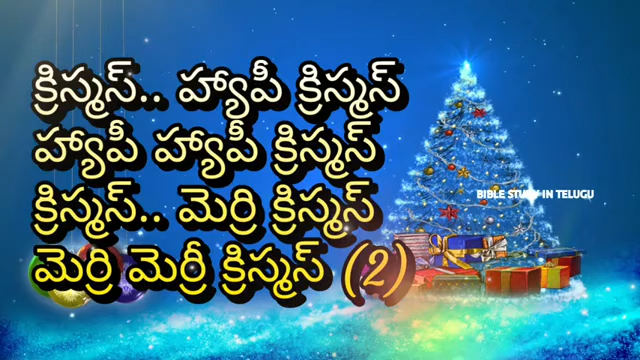 క్రిస్మస్.. హ్యాపీ క్రిస్మస్
హ్యాపీ హ్యాపీ క్రిస్మస్
క్రిస్మస్.. మెర్రి క్రిస్మస్
మెర్రి మెర్రీ క్రిస్మస్ (2)
BIBLE STUDY IN TELUGU